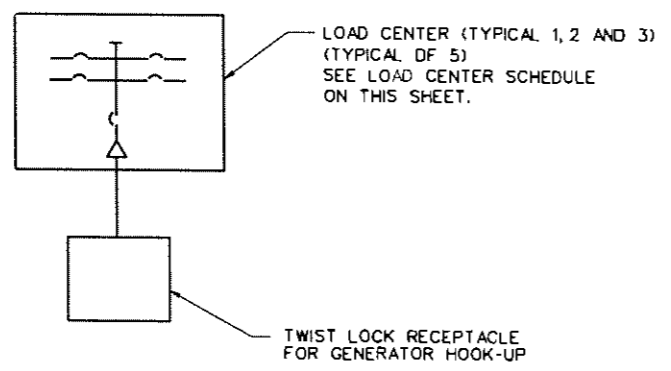 LOAD CENTER (TYPICAL 1, 2 AND 3)
(TYPICAL OF 5)
SEE LOAD CENTER SCHEDULE
ON THIS SHEET.
TWIST LOCK RECEPTACLE
FOR GENERATOR HOOK-UP